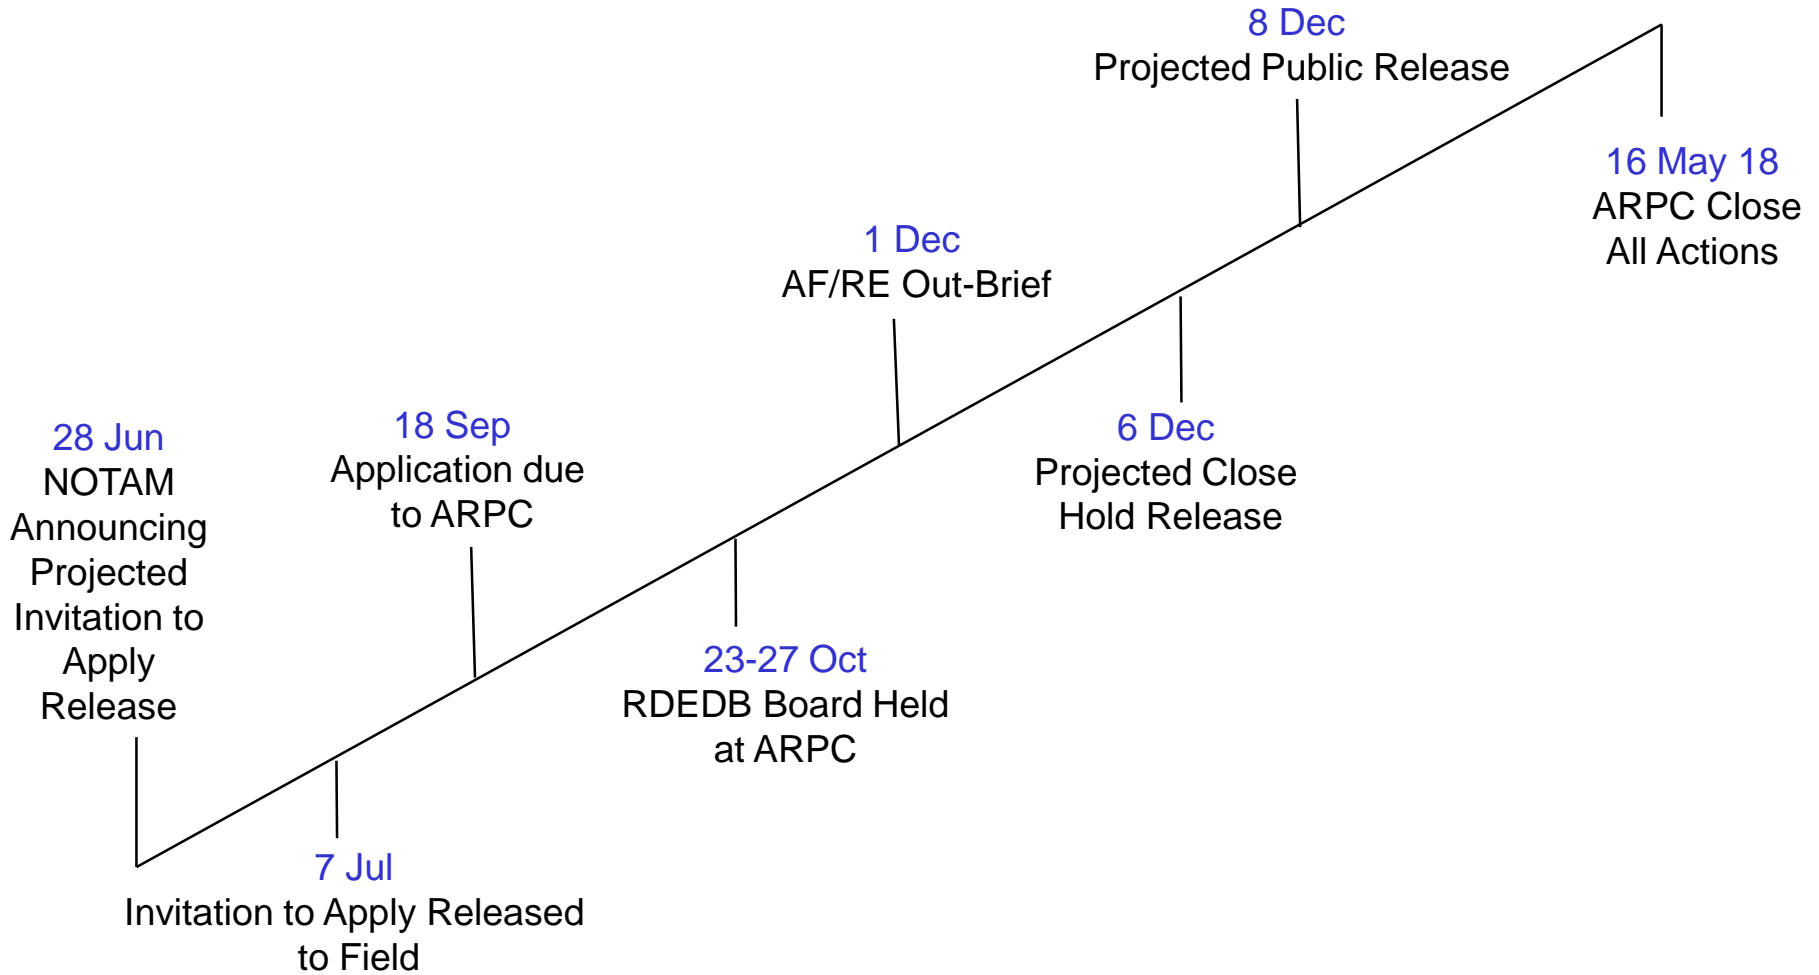 28 Jun
NOTAM
Announcing
Projected
Invitation to
Apply
Release
7 Jul
Invitation to Apply Released
to Field
18 Sep
Application due
to ARPC
23-27 Oct
RDEDB Board Held
at ARPC
1 Dec
AF/RE Out-Brief
6 Dec
Projected Close
Hold Release
8 Dec
Projected Public Release
16 May 18
ARPC Close
All Actions